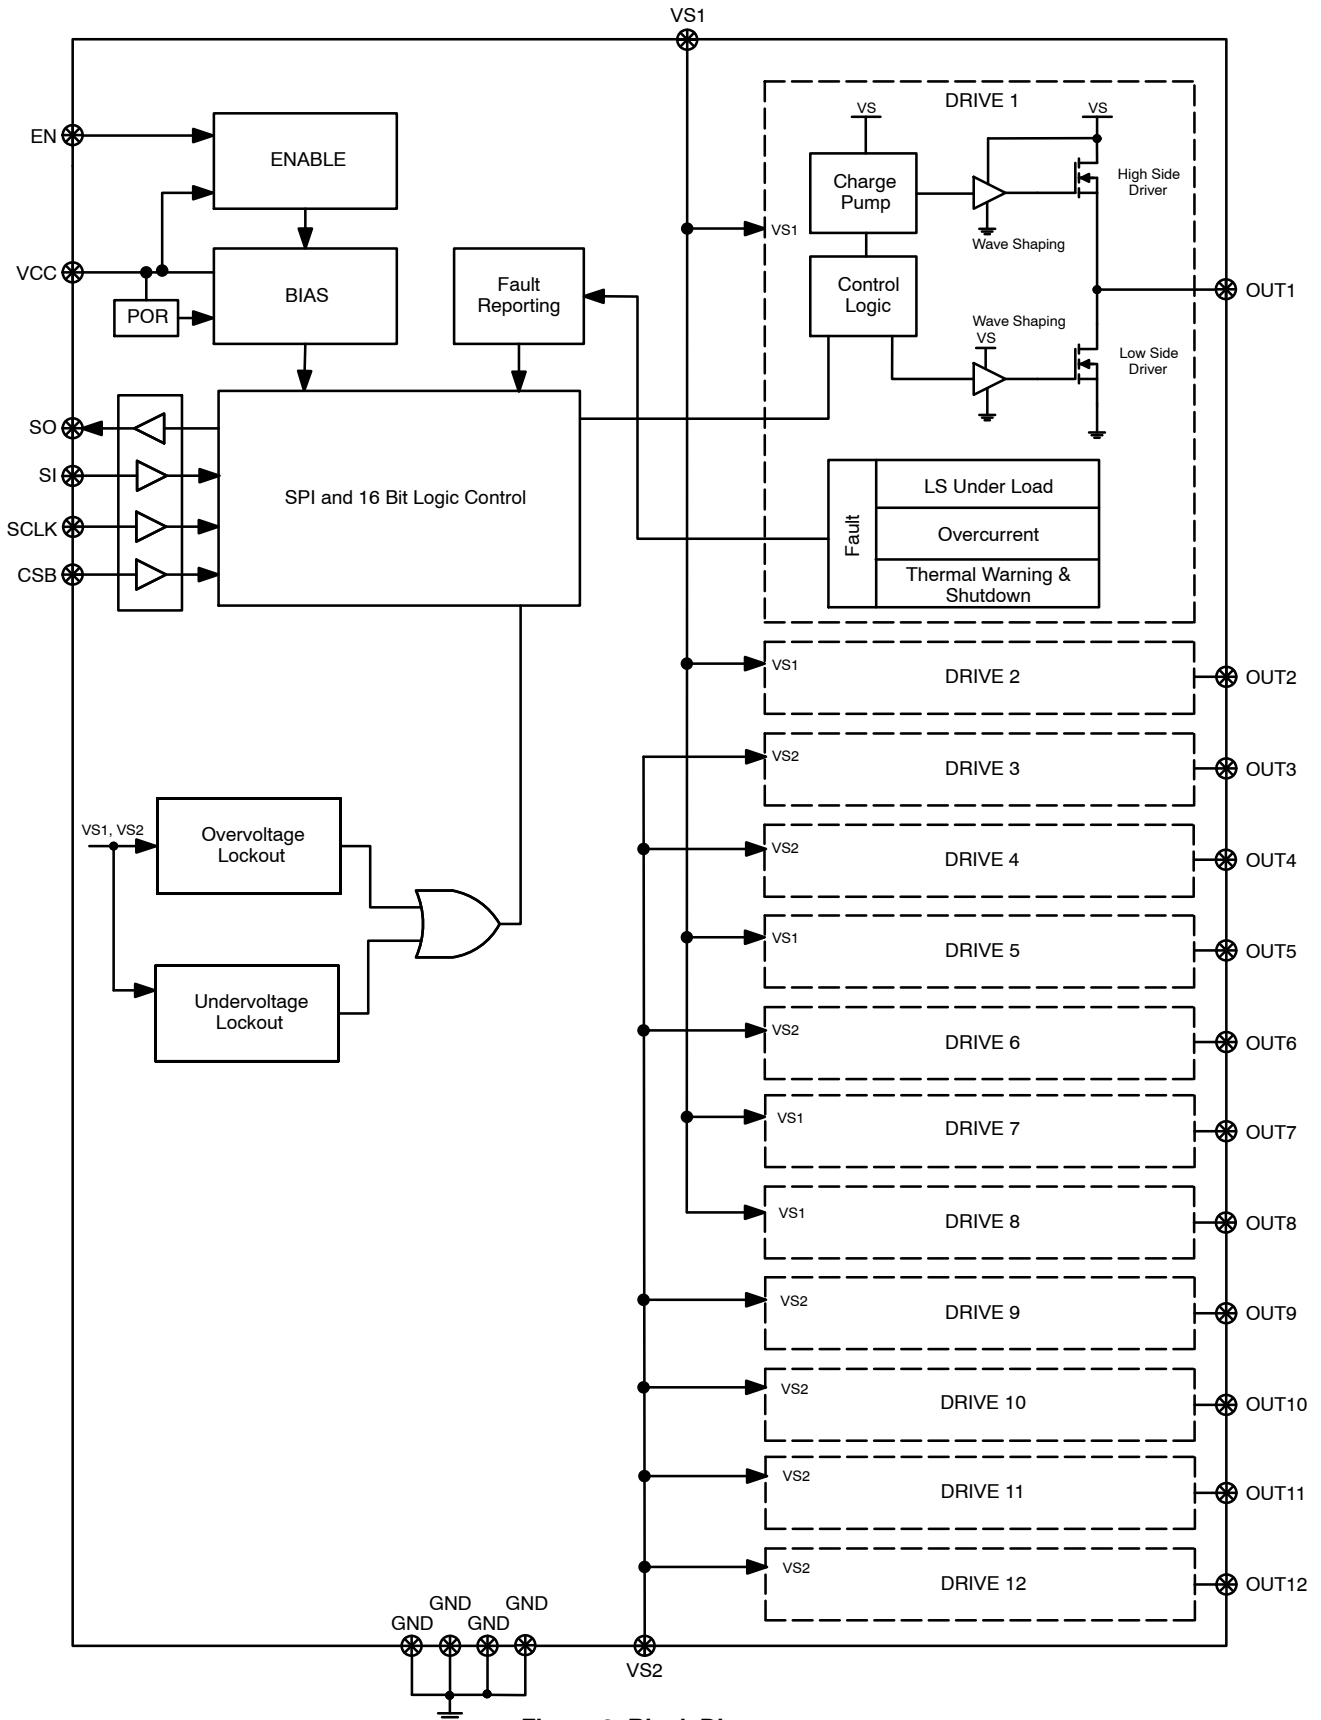 VS1
EN
ENABLE
DRIVE 1
VS
VS
Charge
Pump
High Side
Driver
VS1
Wave Shaping
VCC
BIAS
POR
Fault
Reporting
Control
Logic
OUT1
Wave Shaping
VS
Low Side
Driver
SO
SI
SCLK
CSB
SPI and 16 Bit Logic Control
Fault
LS Under Load
Overcurrent
Thermal Warning &
Shutdown
VS1
DRIVE 2
OUT2
VS2
DRIVE 3
OUT3
VS1, VS2
Overvoltage
Lockout
VS2
DRIVE 4
OUT4
VS1
DRIVE 5
OUT5
Undervoltage
Lockout
VS2
DRIVE 6
OUT6
VS1
DRIVE 7
OUT7
VS1
DRIVE 8
OUT8
VS2
DRIVE 9
OUT9
VS2
DRIVE 10
OUT10
VS2
DRIVE 11
OUT11
VS2
DRIVE 12
OUT12
GND
GND
GND
GND
VS2